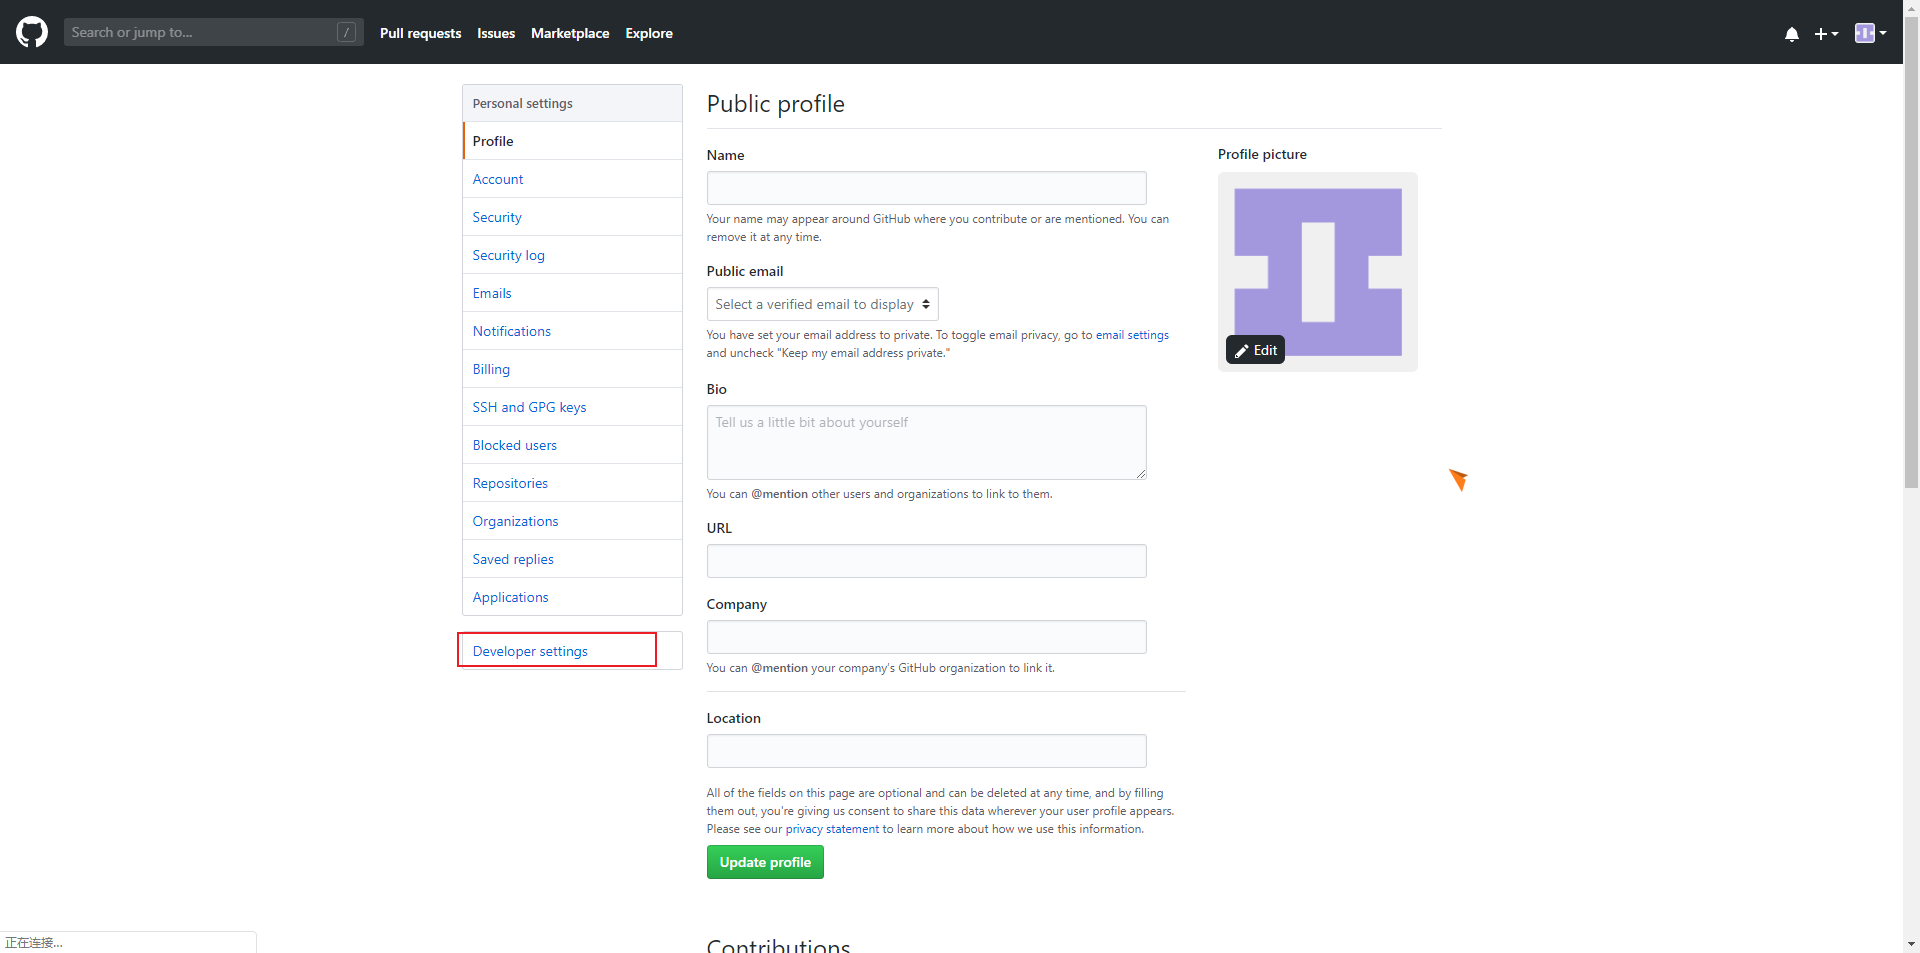 Search or jump to... /
Pull requests Issues Marketplace Explore
Personal settings
Profile
Account
Security
Security log
Emails
Notifications
Billing
SSH and GPG keys
Blocked users
Repositories
Organizations
Saved replies
Applications
Developer settings
Public profile
Name
Your name may appear around GitHub where you contribute or are mentioned. You can
remove it at any time.
Public email
Select a verified email to display
You have set your email address to private. To toggle email privacy, go to email settings
and uncheck "Keep my email address private."
Bio
Tell us a little bit about yourself
You can @mention other users and organizations to link to them.
URL
Company
You can @mention your company's GitHub organization to link it.
Location
All of the fields on this page are optional and can be deleted at any time, and by filling
them out, you're giving us consent to share this data wherever your user profile appears.
Please see our privacy statement to learn more about how we use this information.
Update profile
Contributions
Profile picture
Edit
正在连接...